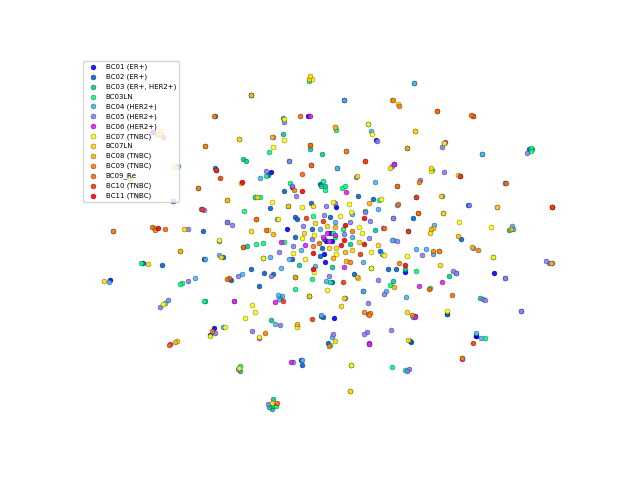 BC01 (ER+)
BC02 (ER+)
BC03 (ER+, HER2+)
BC03LN
BC04 (HER2+)
BC05 (HER2+)
BC06 (HER2+)
BC07 (TNBC)
BC07LN
BC08 (TNBC)
BC09 (TNBC)
BC09_Re
BC10 (TNBC)
BC11 (TNBC)